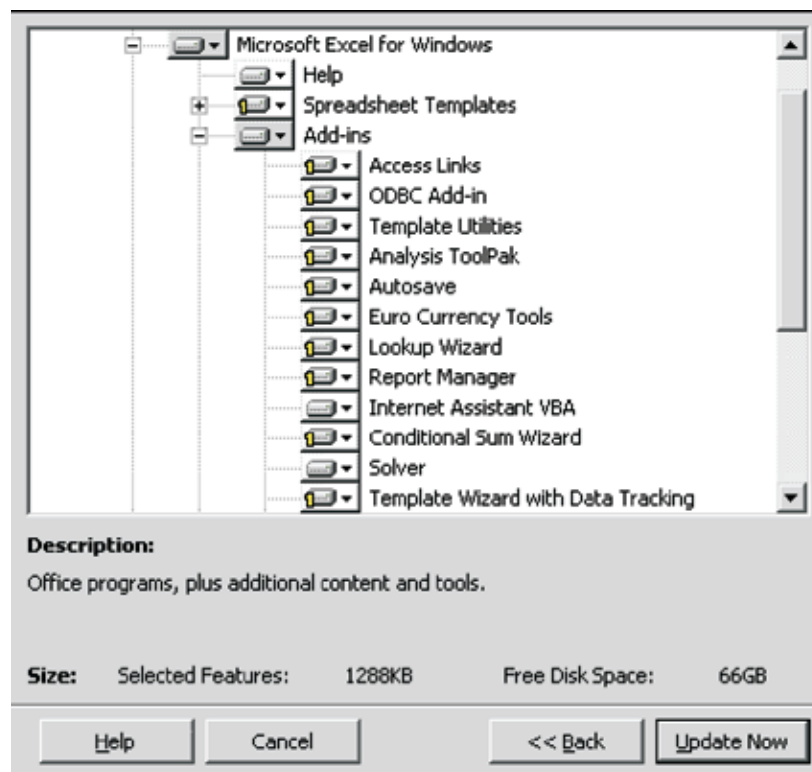 Microsoft Excel for Windows
Help
Spreadsheet Templates
Add-ins
Access Links
ODBC Add-in
Template Utilities
Analysis ToolPak
Autosave
Euro Currency Tools
Lookup Wizard
Report Manager
Internet Assistant VBA
Conditional Sum Wizard
Solver
Template Wizard with Data Tracking
Description:
Office programs, plus additional content and tools.
Size: Selected Features: 1288KB Free Disk Space: 66GB
Help Cancel << Back Update Now